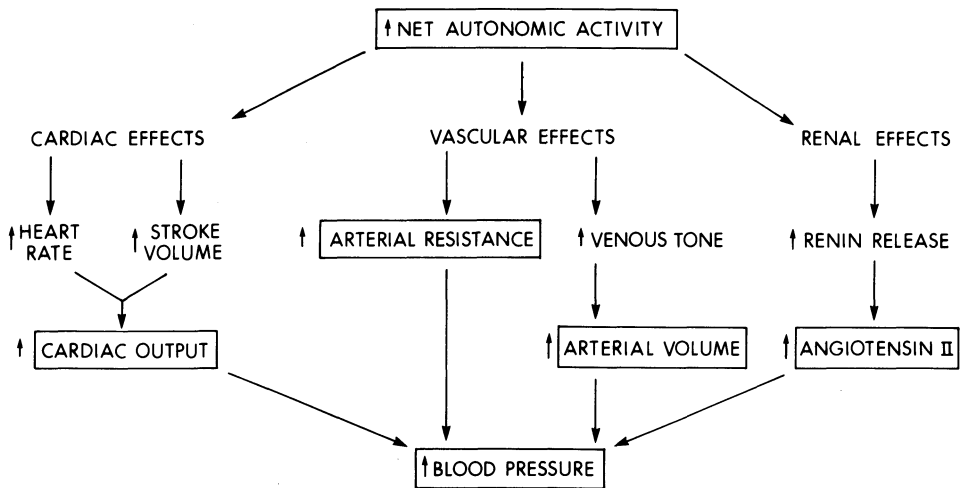 ↑ NET AUTONOMIC ACTIVITY
CARDIAC EFFECTS
VASCULAR EFFECTS
RENAL EFFECTS
↑ HEART
RATE
↑ STROKE
VOLUME
↑ ARTERIAL RESISTANCE
↑ VENOUS TONE
↑ RENIN RELEASE
↑ CARDIAC OUTPUT
↑ ARTERIAL VOLUME
↑ ANGIOTENSIN II
↑ BLOOD PRESSURE